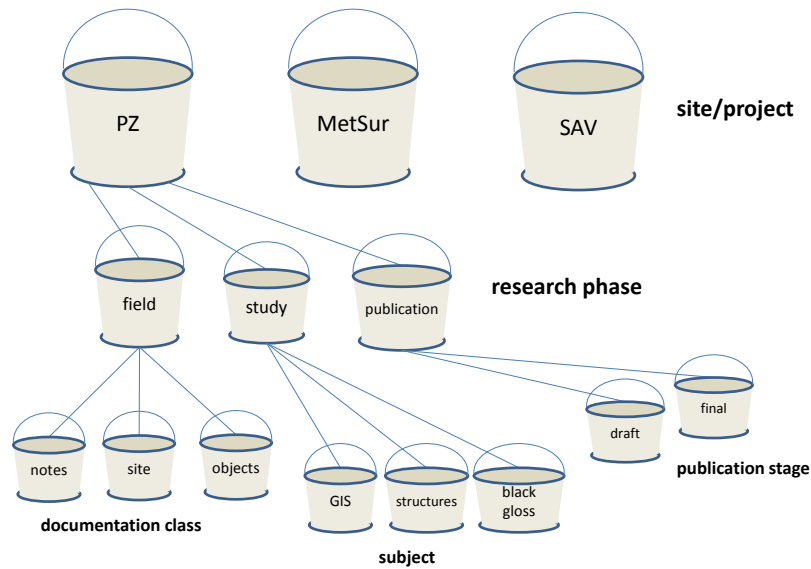 PZ
MetSur
SAV
site/project
field
study
publication
research phase
notes
site
objects
documentation class
GIS
structures
black
gloss
subject
draft
final
publication stage